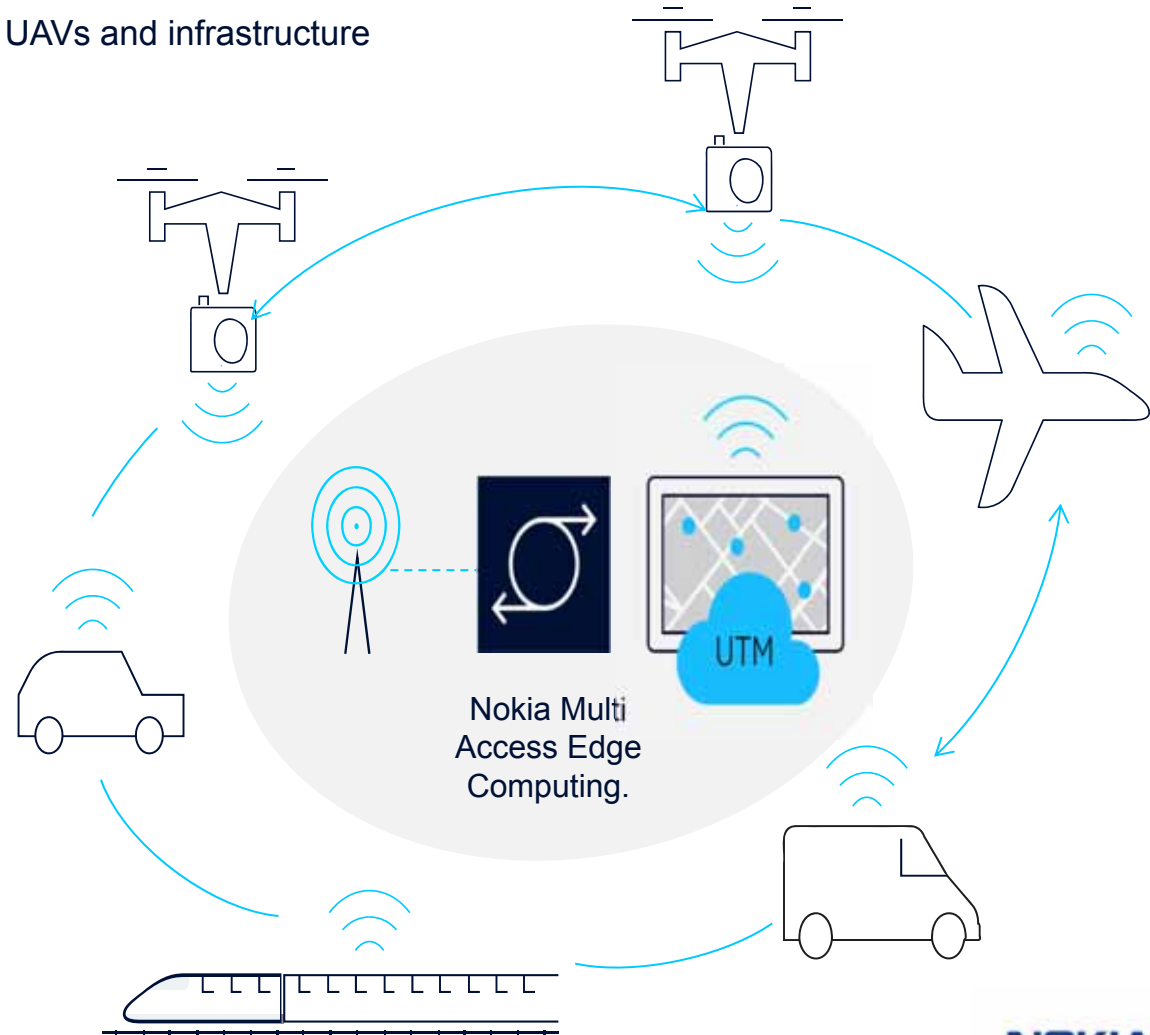 UAVs and infrastructure
UTM
Nokia Multi
Access Edge
Computing.